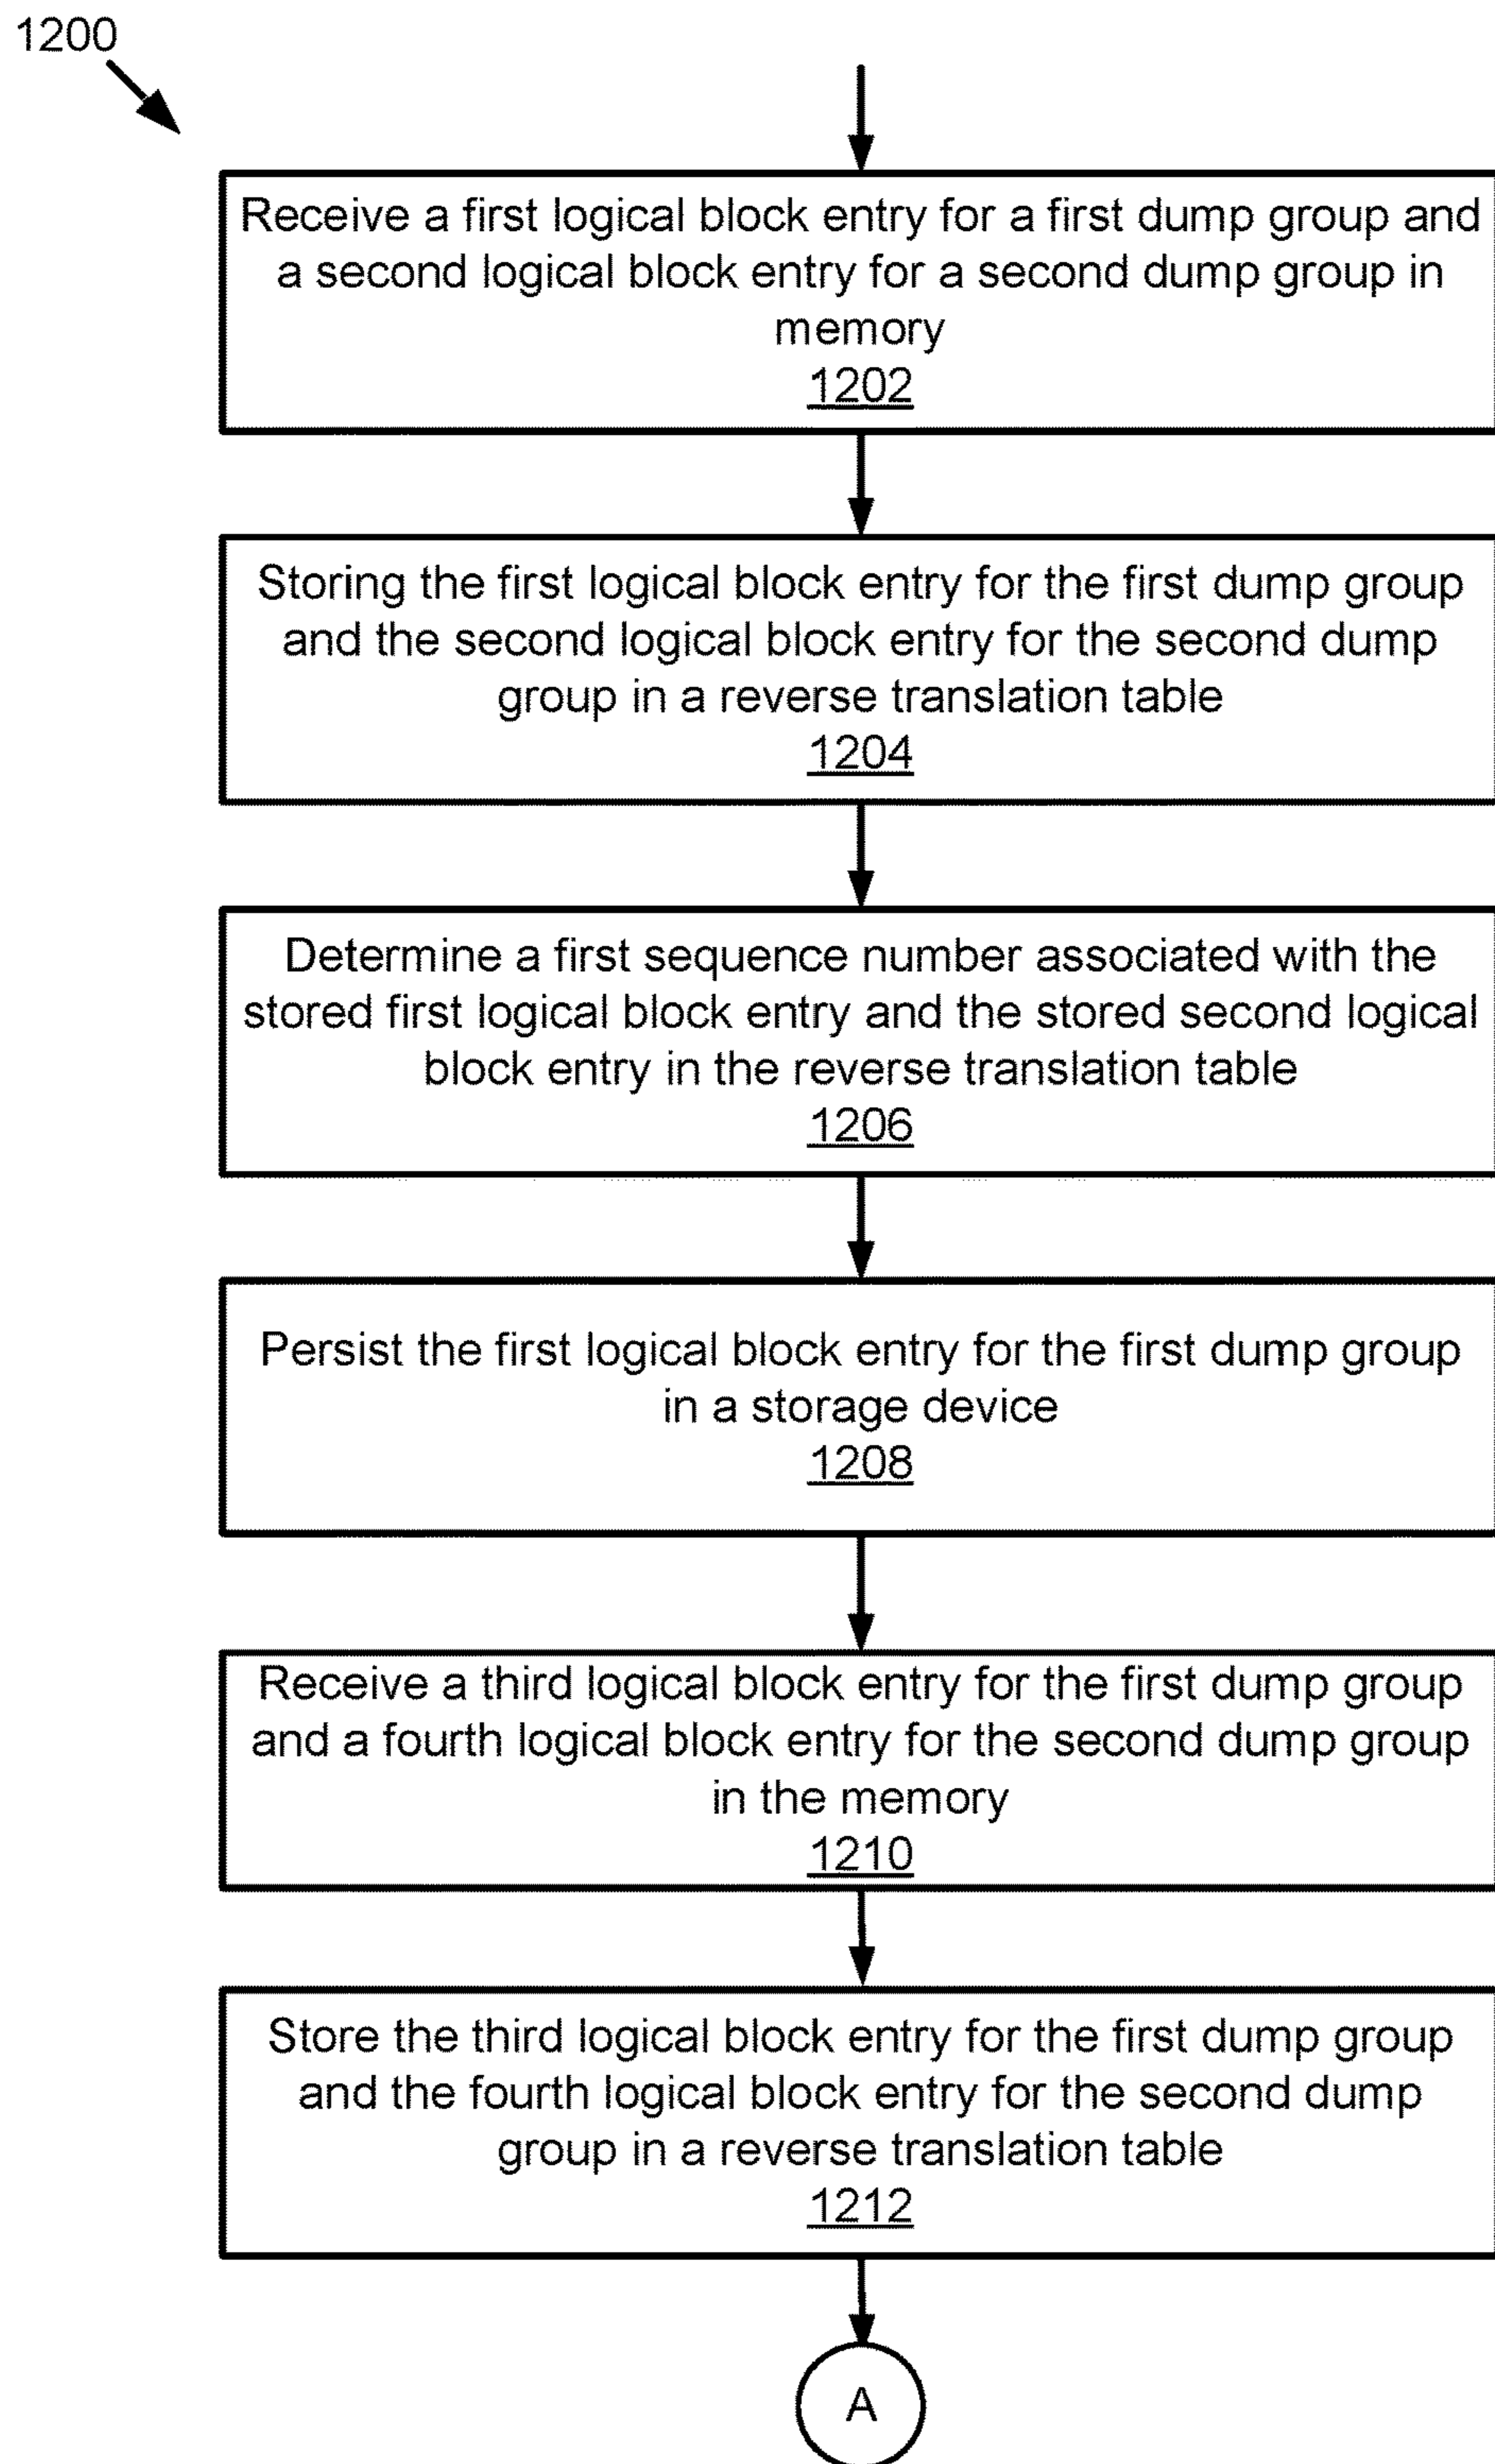 1200
Receive a first logical block entry for a first dump group and
a second logical block entry for a second dump group in
memory
1202
Storing the first logical block entry for the first dump group
and the second logical block entry for the second dump
group in a reverse translation table
1204
Determine a first sequence number associated with the
stored first logical block entry and the stored second logical
block entry in the reverse translation table
1206
Persist the first logical block entry for the first dump group
in a storage device
1208
Receive a third logical block entry for the first dump group
and a fourth logical block entry for the second dump group
in the memory
1210
Store the third logical block entry for the first dump group
and the fourth logical block entry for the second dump
group in a reverse translation table
1212
A